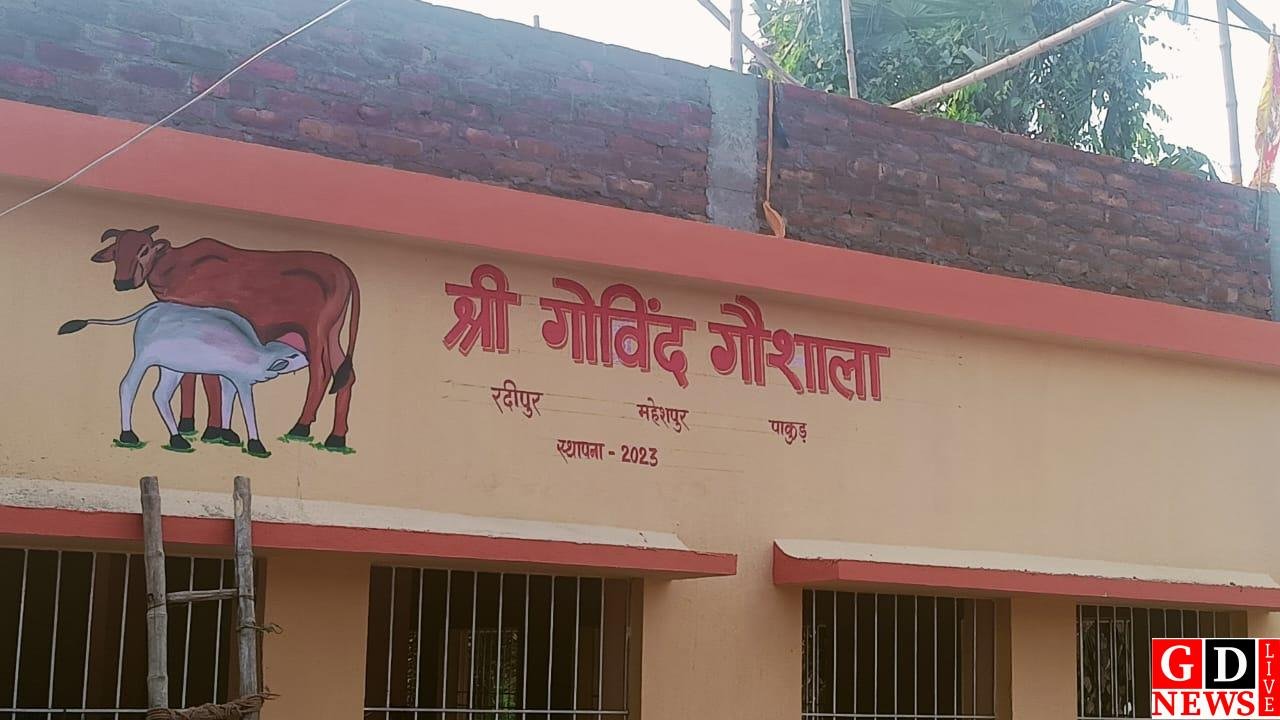 श्री गोविंद गौशाला
रदीपुर महेशपुर पाकुड़
स्थापना - 2023
GD
NEWS
LIVE